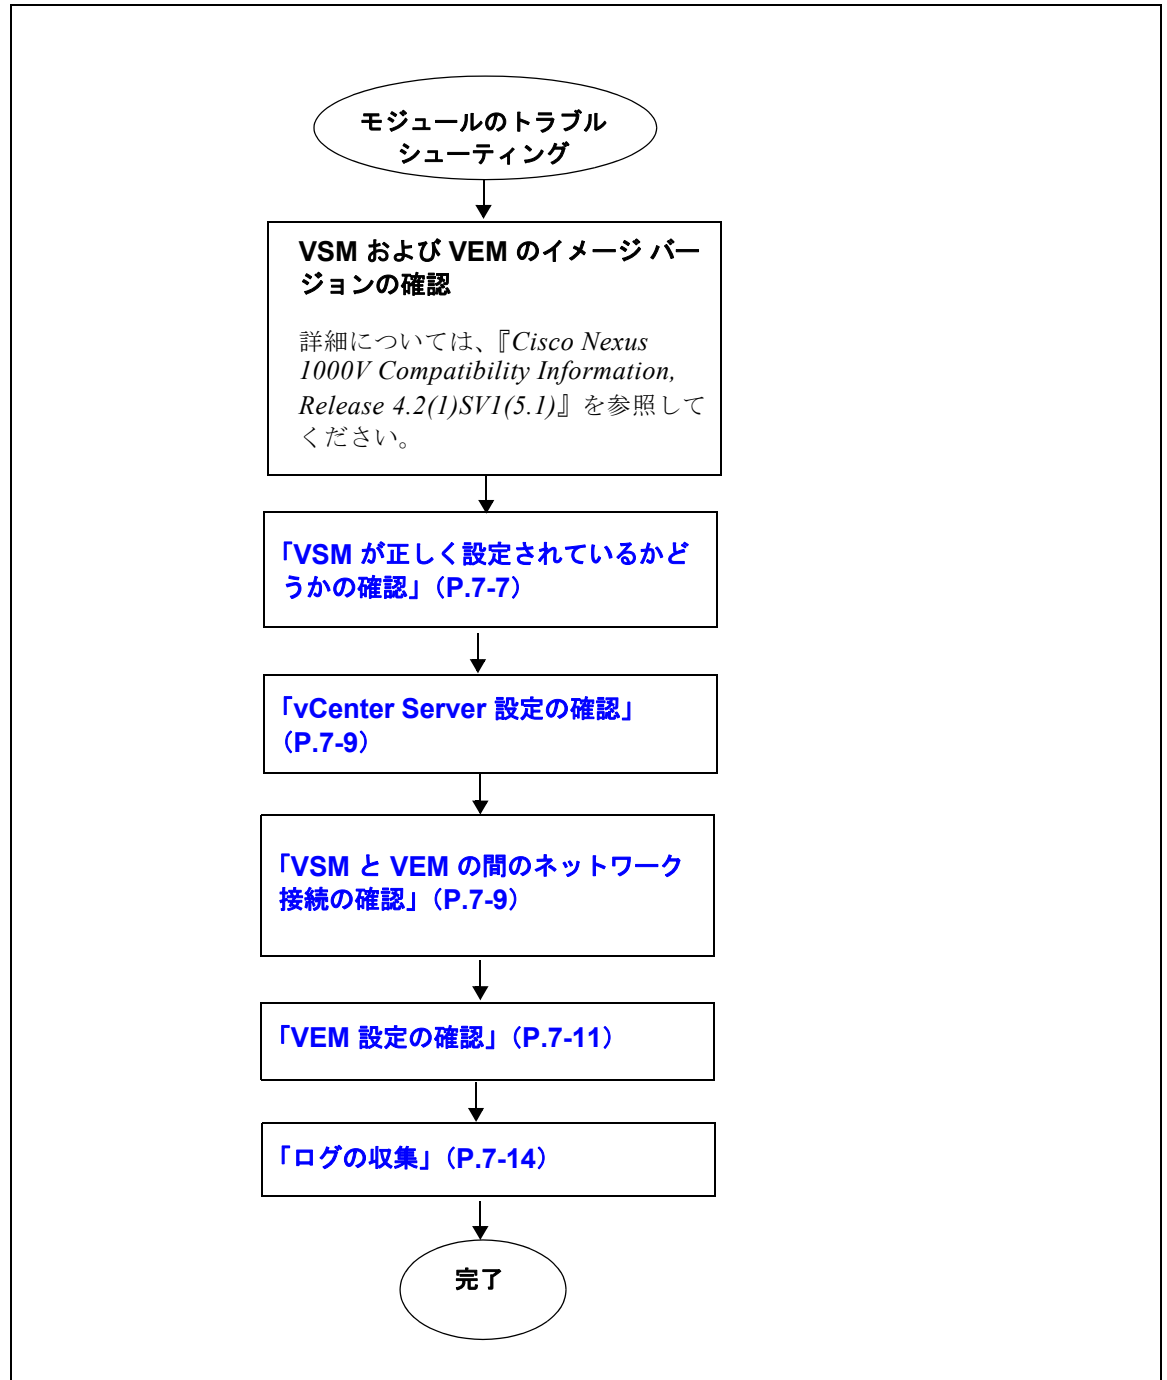 モジュールのトラブル
シューティング
VSM および VEM のイメージ バー
ジョンの確認
詳細については、『Cisco Nexus
1000V Compatibility Information,
Release 4.2(1)SV1(5.1)』を参照して
ください。
「VSM が正しく設定されているかど
うかの確認」(P.7-7)
「vCenter Server 設定の確認」
(P.7-9)
「VSM と VEM の間のネットワーク
接続の確認」(P.7-9)
「VEM 設定の確認」(P.7-11)
「ログの収集」(P.7-14)
完了